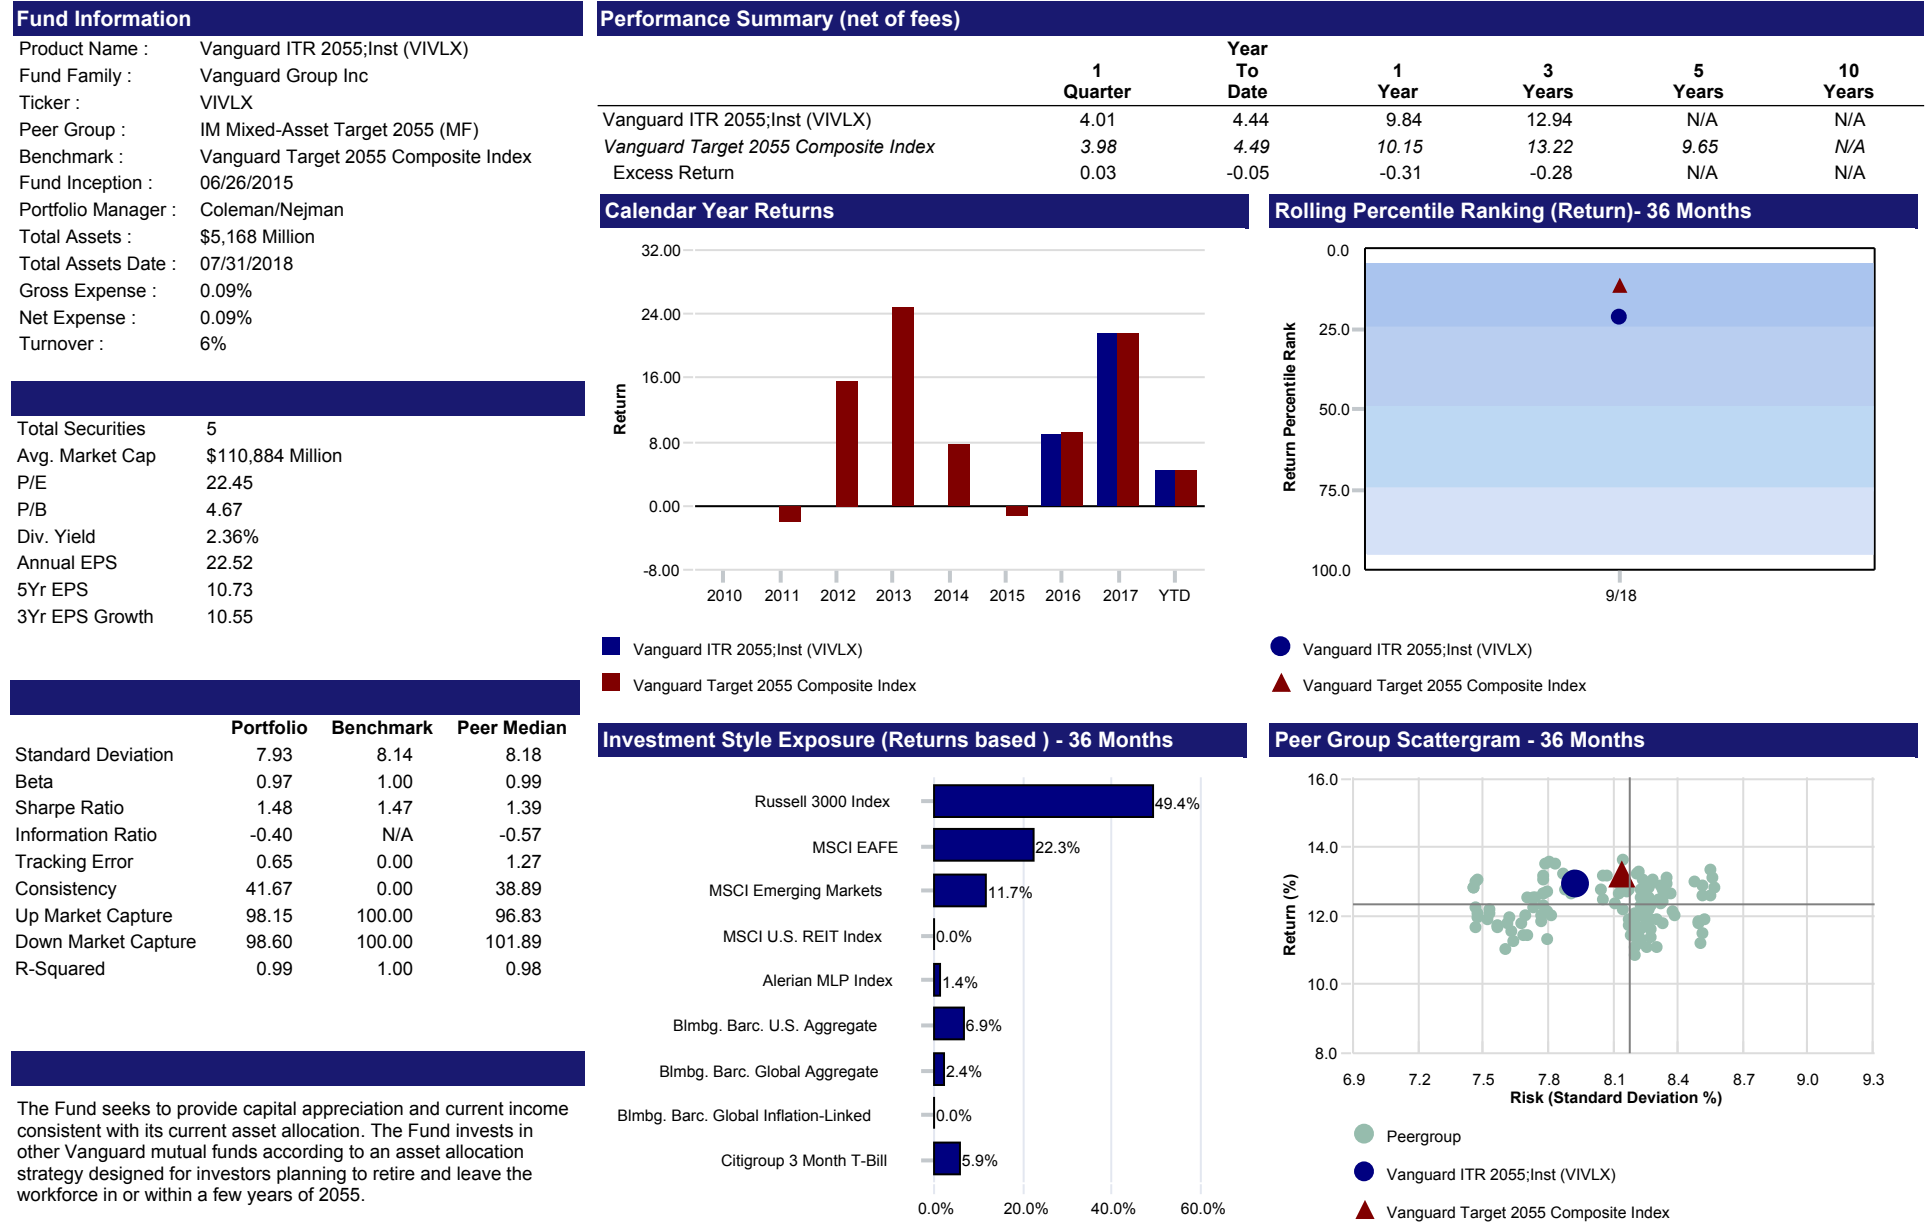 Fund Information
Product Name : Vanguard ITR 2055;Inst (VIVLX)
Fund Family : Vanguard Group Inc
Ticker : VIVLX
Peer Group : IM Mixed-Asset Target 2055 (MF)
Benchmark : Vanguard Target 2055 Composite Index
Fund Inception : 06/26/2015
Portfolio Manager : Coleman/Nejman
Total Assets : $5,168 Million
Total Assets Date : 07/31/2018
Gross Expense : 0.09%
Net Expense : 0.09%
Turnover : 6%
Total Securities 5
Avg. Market Cap $110,884 Million
P/E 22.45
P/B 4.67
Div. Yield 2.36%
Annual EPS 22.52
5Yr EPS 10.73
3Yr EPS Growth 10.55
Portfolio Benchmark Peer Median
Standard Deviation 7.93 8.14 8.18
Beta 0.97 1.00 0.99
Sharpe Ratio 1.48 1.47 1.39
Information Ratio -0.40 N/A -0.57
Tracking Error 0.65 0.00 1.27
Consistency 41.67 0.00 38.89
Up Market Capture 98.15 100.00 96.83
Down Market Capture 98.60 100.00 101.89
R-Squared 0.99 1.00 0.98
The Fund seeks to provide capital appreciation and current income
consistent with its current asset allocation. The Fund invests in
other Vanguard mutual funds according to an asset allocation
strategy designed for investors planning to retire and leave the
workforce in or within a few years of 2055.
Performance Summary (net of fees)
Year
1 To 1 3 5 10
Quarter Date Year Years Years Years
Vanguard ITR 2055;Inst (VIVLX) 4.01 4.44 9.84 12.94 N/A N/A
Vanguard Target 2055 Composite Index 3.98 4.49 10.15 13.22 9.65 N/A
Excess Return 0.03 -0.05 -0.31 -0.28 N/A N/A
Calendar Year Returns
32.00
24.00
16.00
8.00
0.00
-8.00
Return
2010 2011 2012 2013 2014 2015 2016 2017 YTD
Vanguard ITR 2055;Inst (VIVLX)
Vanguard Target 2055 Composite Index
Rolling Percentile Ranking (Return)- 36 Months
0.0
25.0
50.0
75.0
100.0
Return Percentile Rank
9/18
Vanguard ITR 2055;Inst (VIVLX)
Vanguard Target 2055 Composite Index
Investment Style Exposure (Returns based ) - 36 Months
Russell 3000 Index 49.4%
MSCI EAFE 22.3%
MSCI Emerging Markets 11.7%
MSCI U.S. REIT Index 0.0%
Alerian MLP Index 1.4%
Blmbg. Barc. U.S. Aggregate 6.9%
Blmbg. Barc. Global Aggregate 2.4%
Blmbg. Barc. Global Inflation-Linked 0.0%
Citigroup 3 Month T-Bill 5.9%
0.0% 20.0% 40.0% 60.0%
Peer Group Scattergram - 36 Months
16.0
14.0
12.0
10.0
8.0
Return (%)
6.9 7.2 7.5 7.8 8.1 8.4 8.7 9.0 9.3
Risk (Standard Deviation %)
Peergroup
Vanguard ITR 2055;Inst (VIVLX)
Vanguard Target 2055 Composite Index